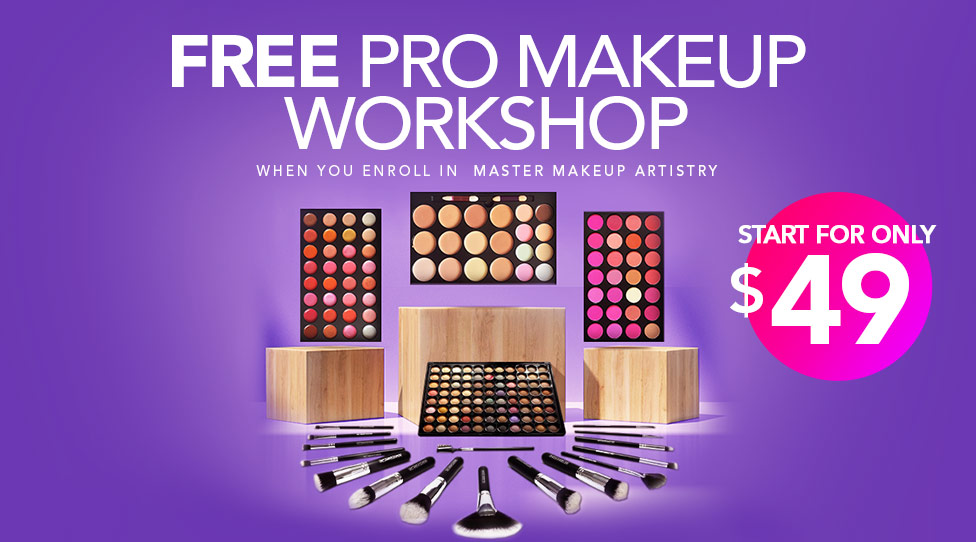 FREE PRO MAKEUP
WORKSHOP
WHEN YOU ENROLL IN MASTER MAKEUP ARTISTRY
START FOR ONLY
$49